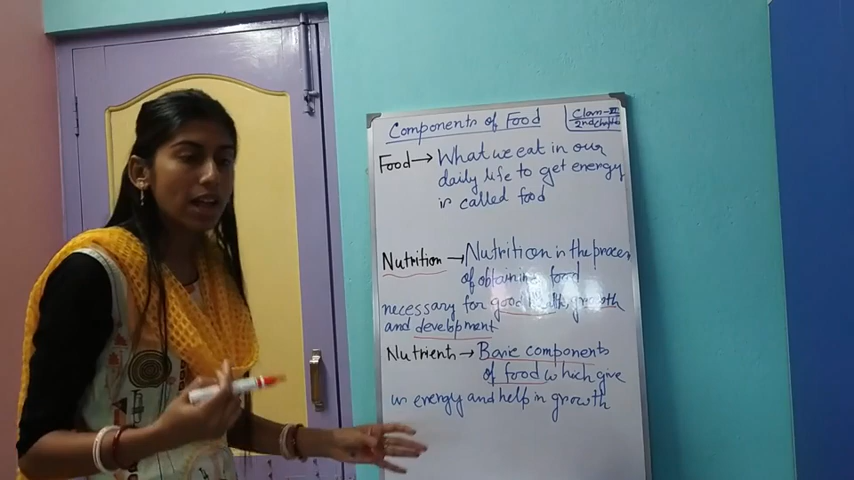 Components of Food
Class-VI
2nd Chapter
Food → What we eat in our
daily life to get energy
is called food
Nutrition → Nutrition is the process
of obtaining food
necessary for good health, growth
and development
Nutrients → Basic components
of food which give
us energy and help in growth